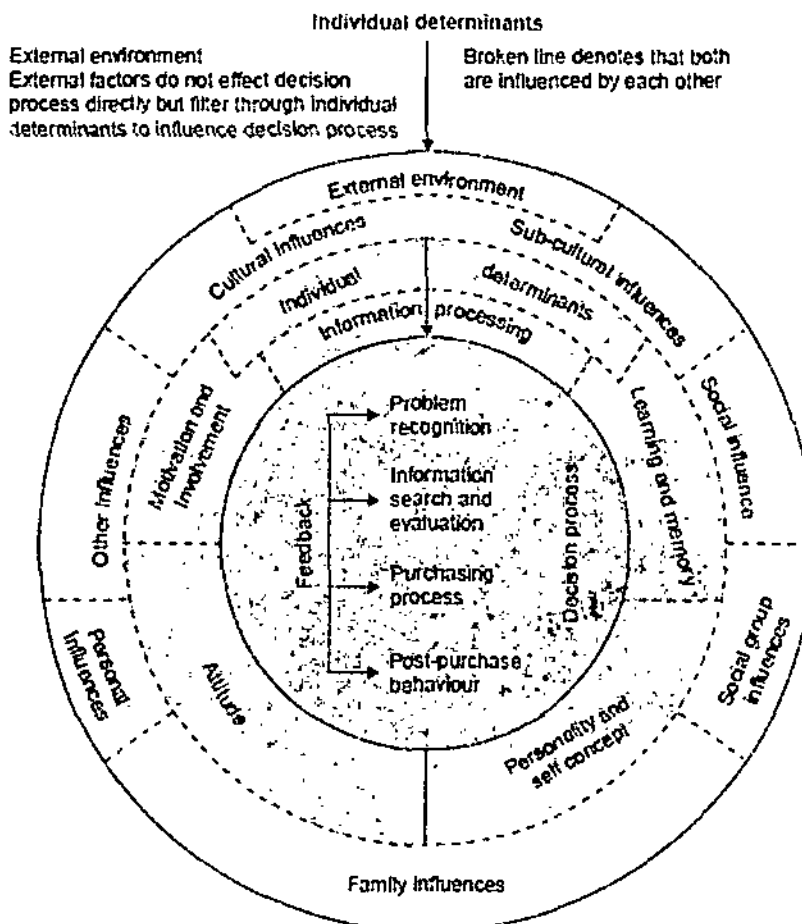 Individual determinants
External environment
External factors do not effect decision
process directly but filter through individual
determinants to influence decision process
Broken line denotes that both
are influenced by each other
External environment
Cultural influences
Sub-cultural influences
Individual
determinants
Information processing
Motivation and
Involvement
Learning and memory
Social influence
Other Influences
Problem
recognition
Information
search and
evaluation
Feedback
Decision process
Purchasing
process
Post-purchase
behaviour
Personal
Influences
Attitude
Personality and
self concept
Social group
influences
Family influences